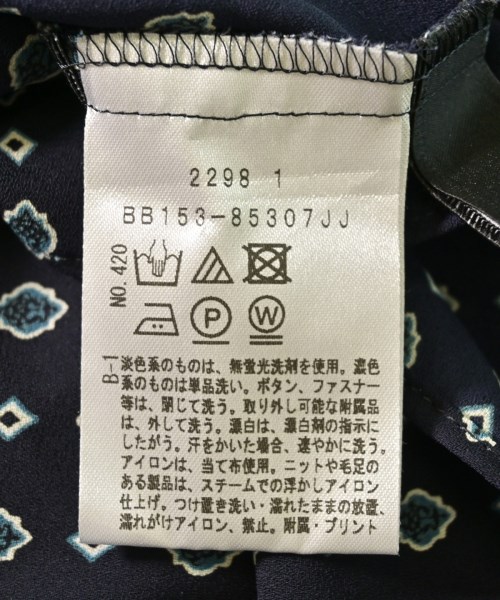 2298 1
BB153-85307JJ
NO.420
P
W
B-1
淡色系のものは、無蛍光洗剤を使用。濃色
系のものは単品洗い。ボタン、ファスナー
等は、閉じて洗う。取り外し可能な附属品
は、外して洗う。漂白は、漂白剤の指示に
したがう。汗をかいた場合、速やかに洗う。
アイロンは、当て布使用。ニットや毛足の
ある製品は、スチームでの浮かしアイロン
仕上げ。つけ置き洗い・濡れたままの放置、
濡れがけアイロン、禁止。附属・プリント